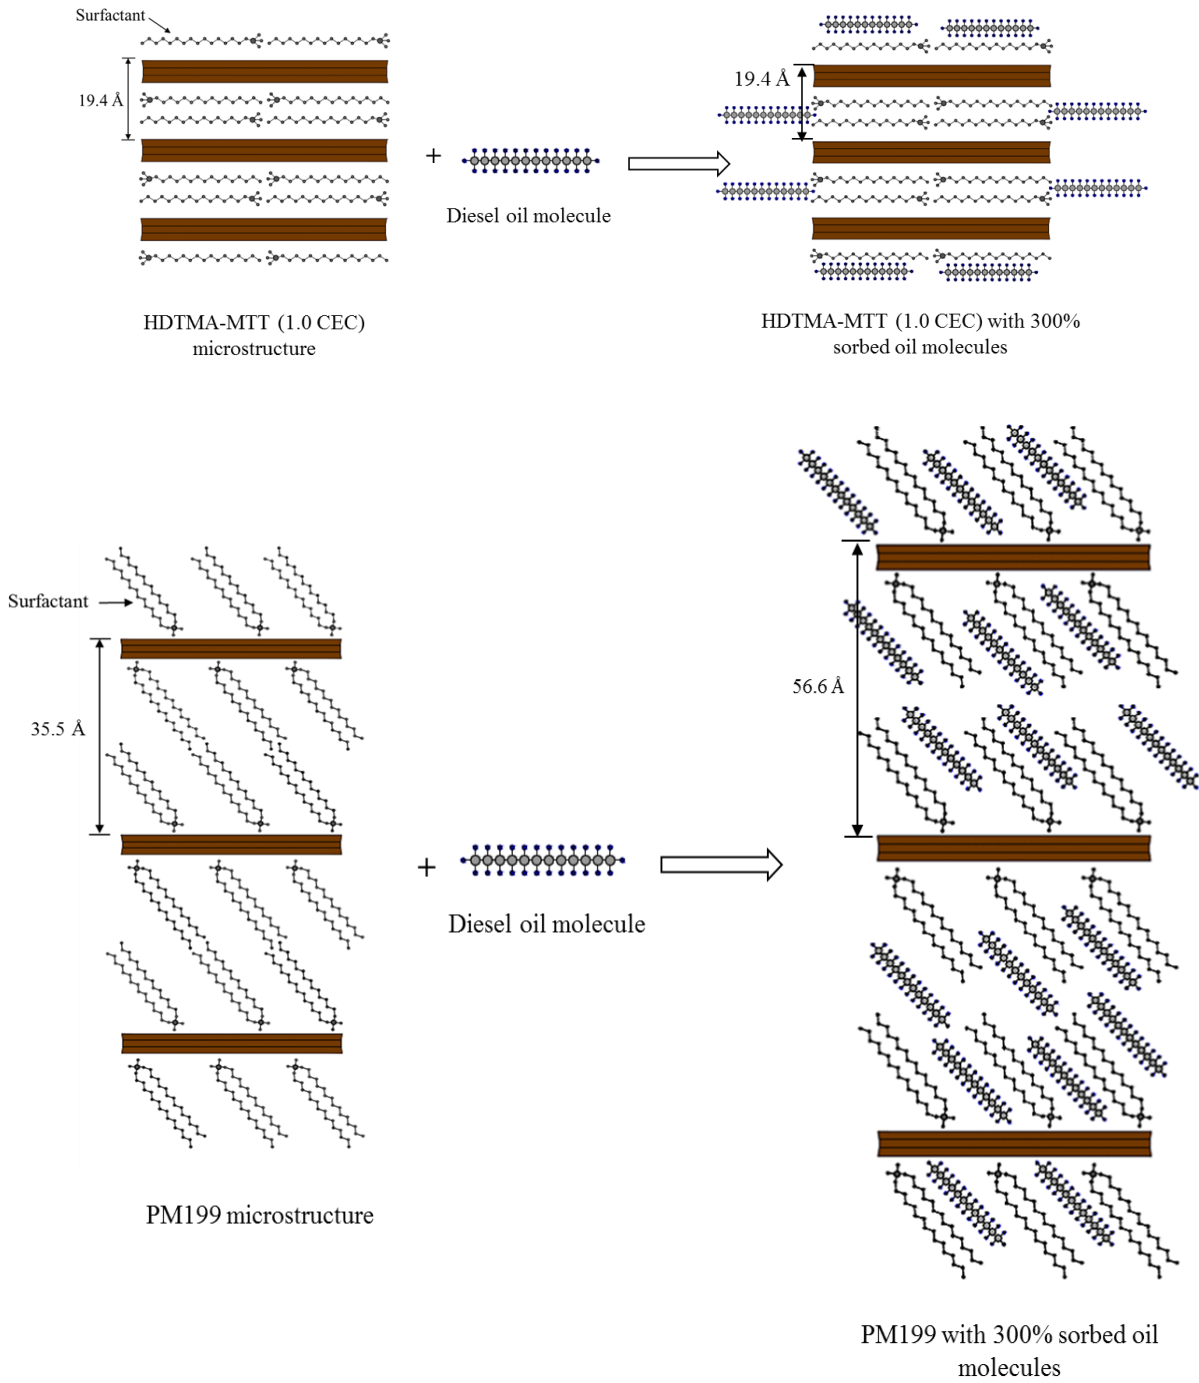 Surfactant
19.4 Å
+
Diesel oil molecule
19.4 Å
HDTMA-MTT (1.0 CEC)
microstructure
HDTMA-MTT (1.0 CEC) with 300%
sorbed oil molecules
Surfactant
35.5 Å
+
Diesel oil molecule
56.6 Å
PM199 microstructure
PM199 with 300% sorbed oil
molecules